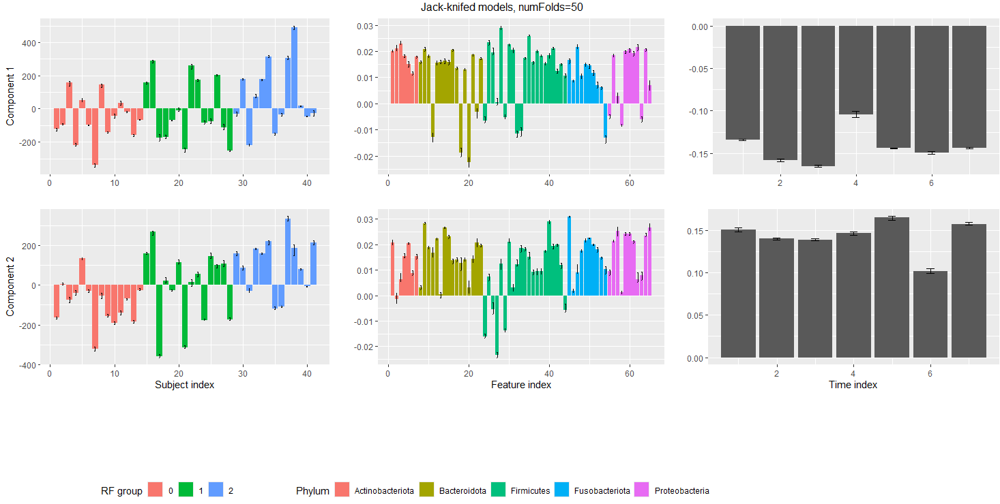 Jack-knifed models, numFolds=50
Component 1
400
200
0
-200
0 10 20 30 40
0.03
0.02
0.01
0.00
-0.01
-0.02
0 20 40 60
0.00
-0.05
-0.10
-0.15
2 4 6
Component 2
200
0
-200
-400
0 10 20 30 40
Subject index
0.03
0.02
0.01
0.00
-0.01
-0.02
0 20 40 60
Feature index
0.15
0.10
0.05
0.00
2 4 6
Time index
RF group 0 1 2
Phylum Actinobacteriota Bacteroidota Firmicutes Fusobacteriota Proteobacteria